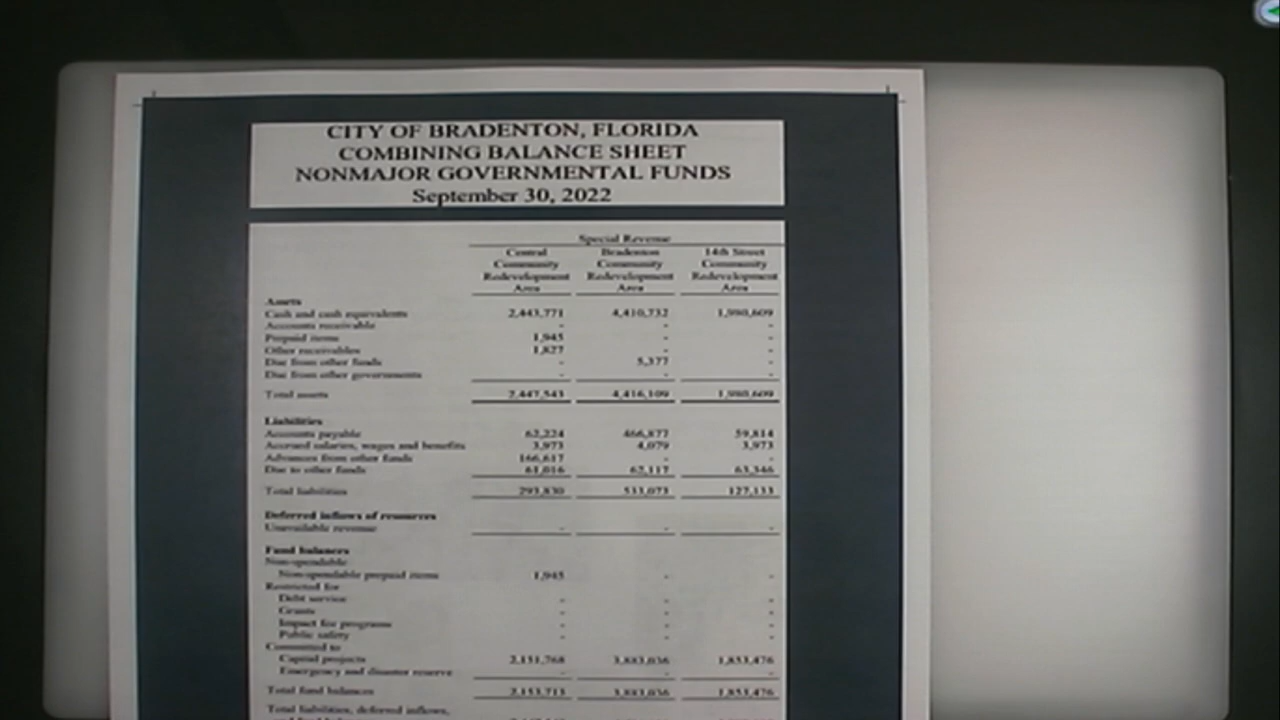 CITY OF BRADENTON, FLORIDA
COMBINING BALANCE SHEET
NONMAJOR GOVERNMENTAL FUNDS
September 30, 2022
Special Revenue
Central Bradenton 14th Street
Community Community Community
Redevelopment Redevelopment Redevelopment
Area Area Area
Assets
Cash and cash equivalents 2,443,771 4,410,732 1,980,609
Accounts receivable - - -
Prepaid items 1,945 - -
Other receivables 1,827 - -
Due from other funds - 5,377 -
Due from other governments - - -
Total assets 2,447,543 4,416,109 1,980,609
Liabilities
Accounts payable 62,224 466,877 59,814
Accrued salaries, wages and benefits 3,973 4,079 3,973
Advances from other funds 166,617 - -
Due to other funds 61,016 62,117 63,346
Total liabilities 293,830 533,073 127,133
Deferred inflows of resources
Unavailable revenue - - -
Fund balances
Non-spendable
Non-spendable prepaid items 1,945 - -
Restricted for
Debt service - - -
Grants - - -
Impact fee programs - - -
Public safety - - -
Committed to
Capital projects 2,151,768 3,883,036 1,853,476
Emergency and disaster reserve - - -
Total fund balances 2,153,713 3,883,036 1,853,476
Total liabilities, deferred inflows,